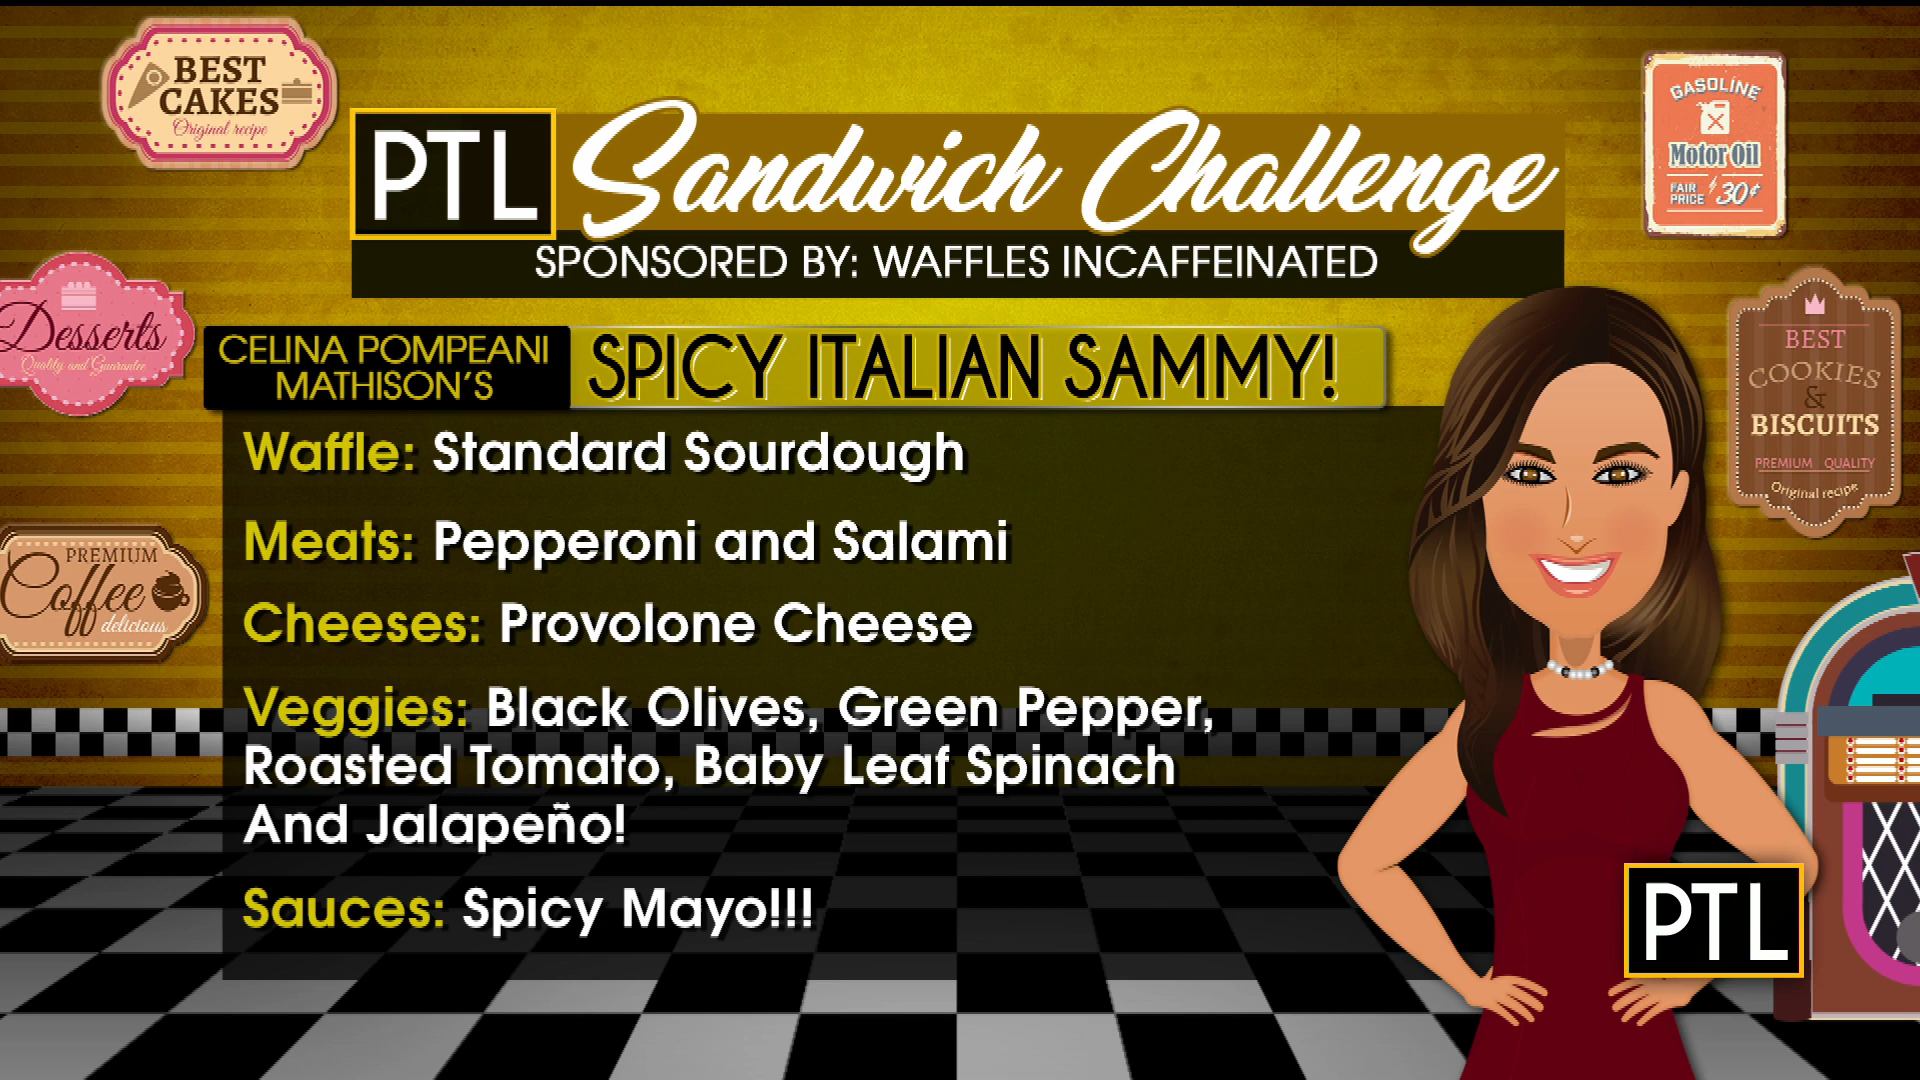 BEST
CAKES
Original recipe
GASOLINE
Motor Oil
FAIR
PRICE
30¢
PTL Sandwich Challenge
SPONSORED BY: WAFFLES INCAFFEINATED
Desserts
Quality and Guarantee
CELINA POMPEANI
MATHISON'S
SPICY ITALIAN SAMMY!
BEST
COOKIES
&
BISCUITS
PREMIUM QUALITY
Original recipe
Waffle: Standard Sourdough
Meats: Pepperoni and Salami
PREMIUM
Coffee
delicious
Cheeses: Provolone Cheese
Veggies: Black Olives, Green Pepper,
Roasted Tomato, Baby Leaf Spinach
And Jalapeño!
Sauces: Spicy Mayo!!!
PTL